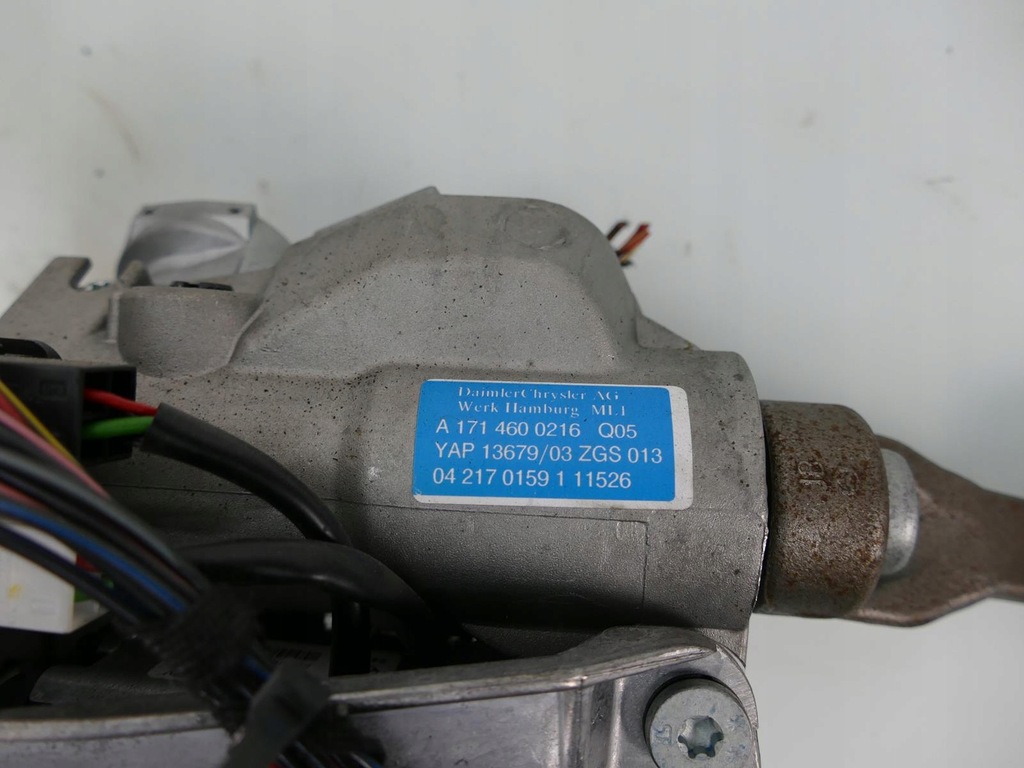 DaimlerChrysler AG
Werk Hamburg ML1
A 171 460 0216 Q05
YAP 13679/03 ZGS 013
04 217 0159 1 11526